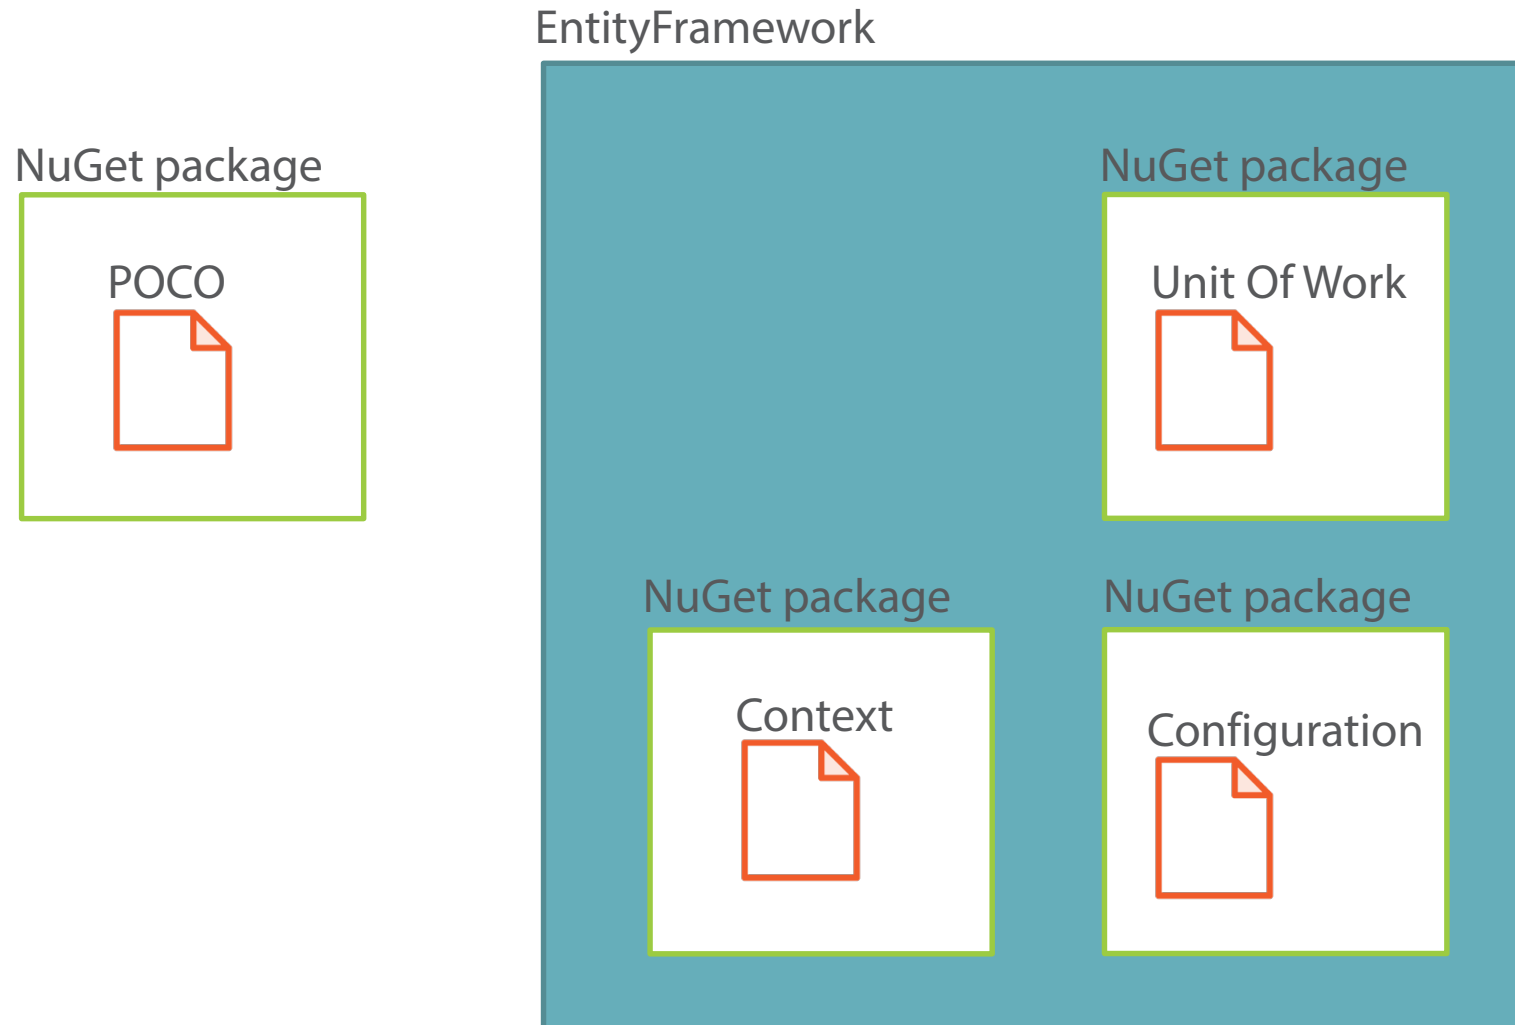 EntityFramework
NuGet package
POCO
NuGet package
Unit Of Work
NuGet package
Context
NuGet package
Configuration